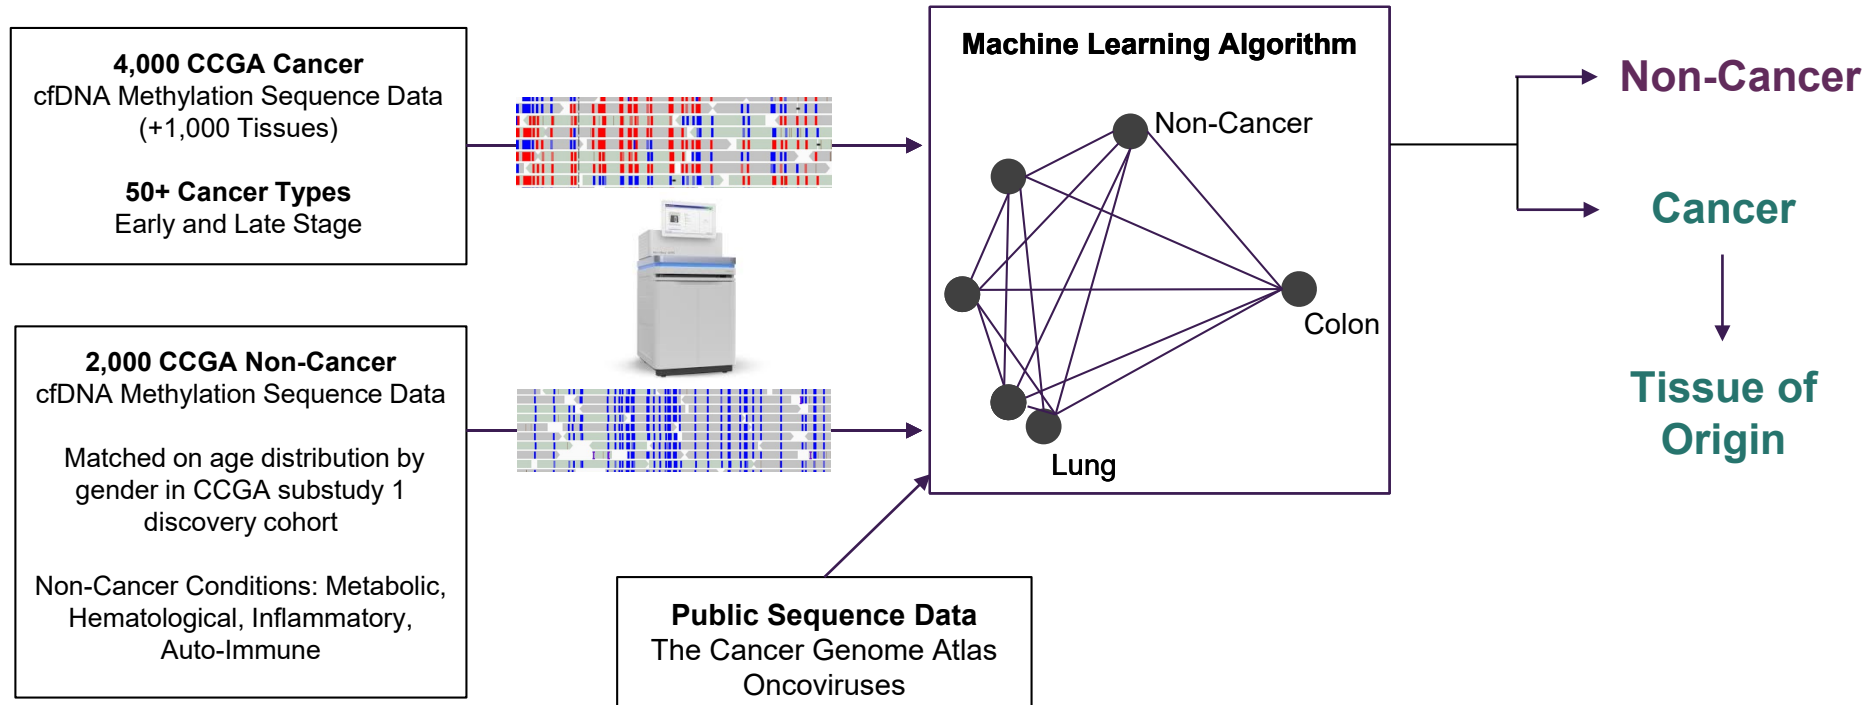 4,000 CCGA Cancer
cfDNA Methylation Sequence Data
(+1,000 Tissues)
50+ Cancer Types
Early and Late Stage
2,000 CCGA Non-Cancer
cfDNA Methylation Sequence Data
Matched on age distribution by
gender in CCGA substudy 1
discovery cohort
Non-Cancer Conditions: Metabolic,
Hematological, Inflammatory,
Auto-Immune
Public Sequence Data
The Cancer Genome Atlas
Oncoviruses
Machine Learning Algorithm
Non-Cancer
Colon
Lung
Non-Cancer
Cancer
Tissue of
Origin